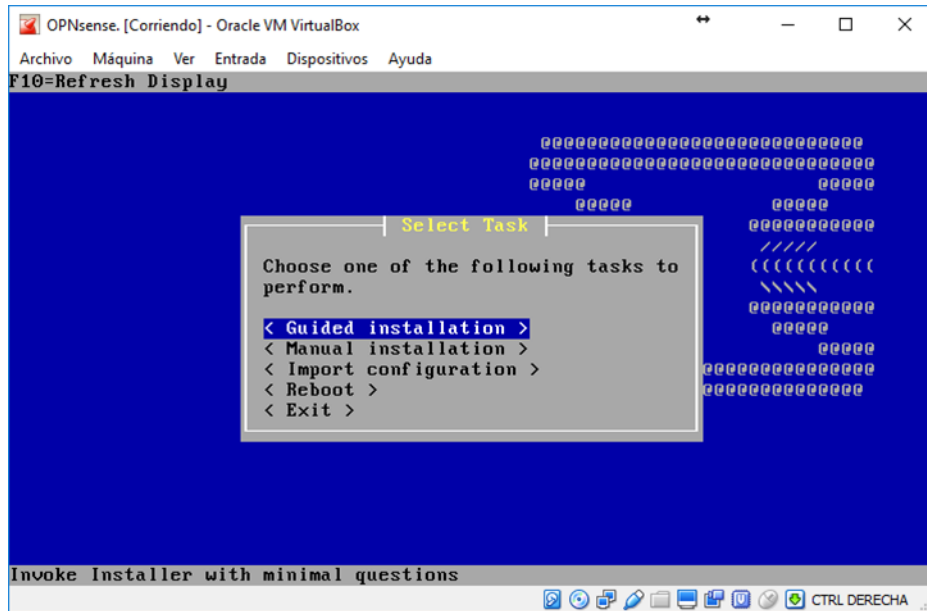 OPNsense. [Corriendo] - Oracle VM VirtualBox
Archivo Máquina Ver Entrada Dispositivos Ayuda
F10=Refresh Display
Select Task
Choose one of the following tasks to
perform.
< Guided installation >
< Manual installation >
< Import configuration >
< Reboot >
< Exit >
Invoke Installer with minimal questions
CTRL DERECHA